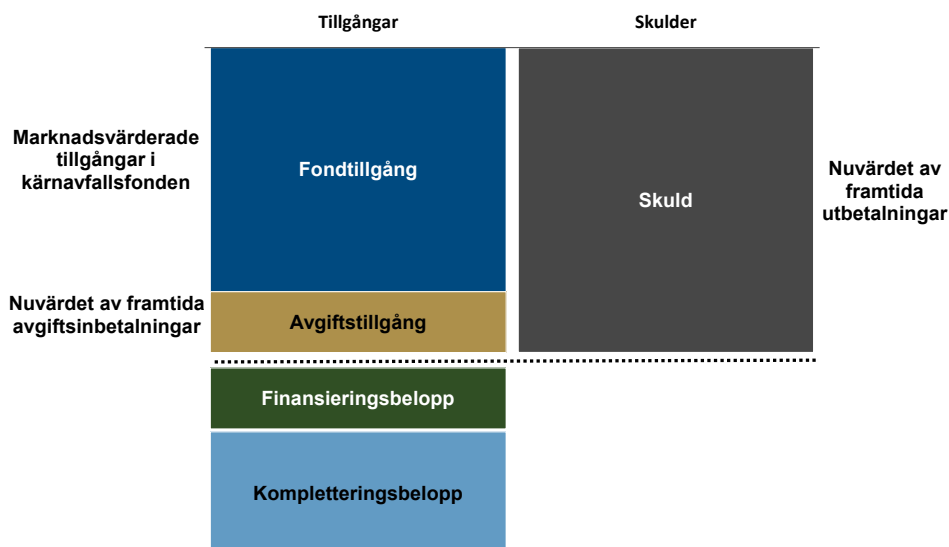 Tillgångar
Skulder
Marknadsvärderade
tillgångar i
kärnavfallsfonden
Fondtillgång
Skuld
Nuvärdet av
framtida
utbetalningar
Nuvärdet av framtida
avgiftsinbetalningar
Avgiftstillgång
Finansieringsbelopp
Kompletteringsbelopp